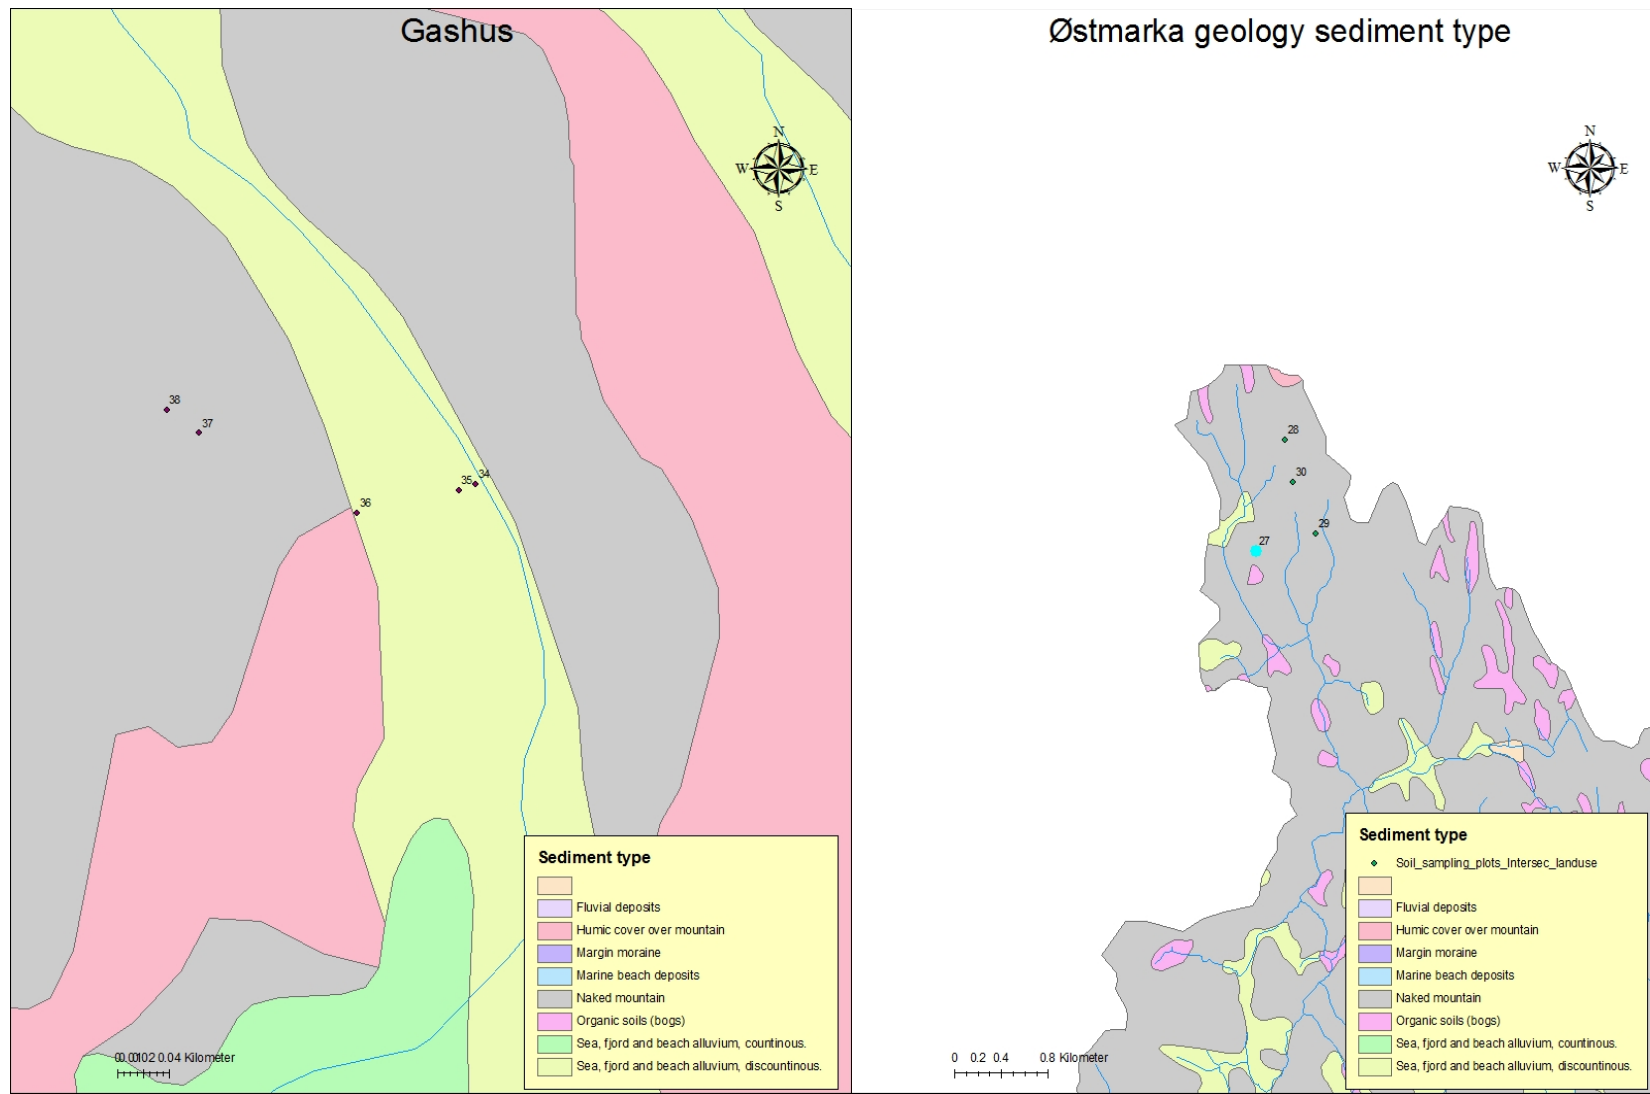 Gashus
N
W E
S
38
37
34
35
36
Sediment type
Fluvial deposits
Humic cover over mountain
Margin moraine
Marine beach deposits
Naked mountain
Organic soils (bogs)
Sea, fjord and beach alluvium, countinous.
Sea, fjord and beach alluvium, discountinous.
0.04 Kilometer
Østmarka geology sediment type
N
W E
S
28
30
29
27
Sediment type
Soil_sampling_plots_Intersec_landuse
Fluvial deposits
Humic cover over mountain
Margin moraine
Marine beach deposits
Naked mountain
Organic soils (bogs)
Sea, fjord and beach alluvium, countinous.
Sea, fjord and beach alluvium, discountinous.
0 0.2 0.4 0.8 Kilometer